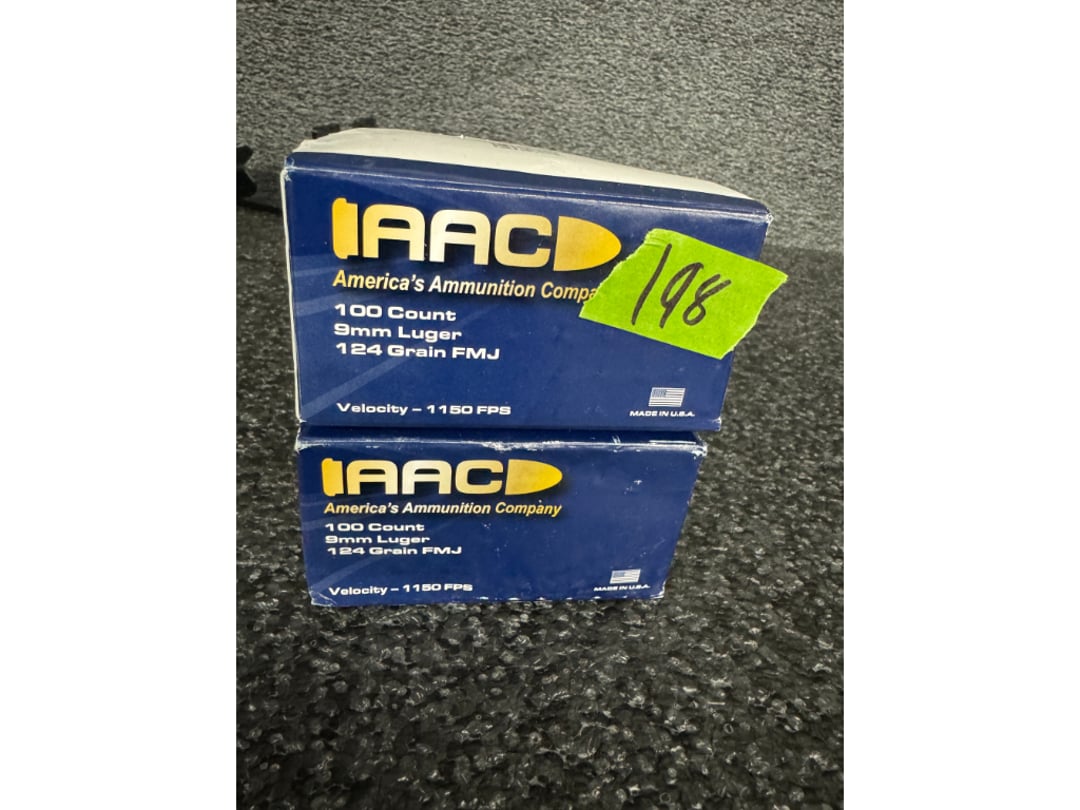 AAC
America's Ammunition
198
100 Count
9mm Luger
124 Grain FMJ
Velocity – 1150 FPS
MADE IN U.S.A.
AAC
America's Ammunition Company
100 Count
9mm Luger
124 Grain FMJ
Velocity – 1150 FPS
MADE IN U.S.A.